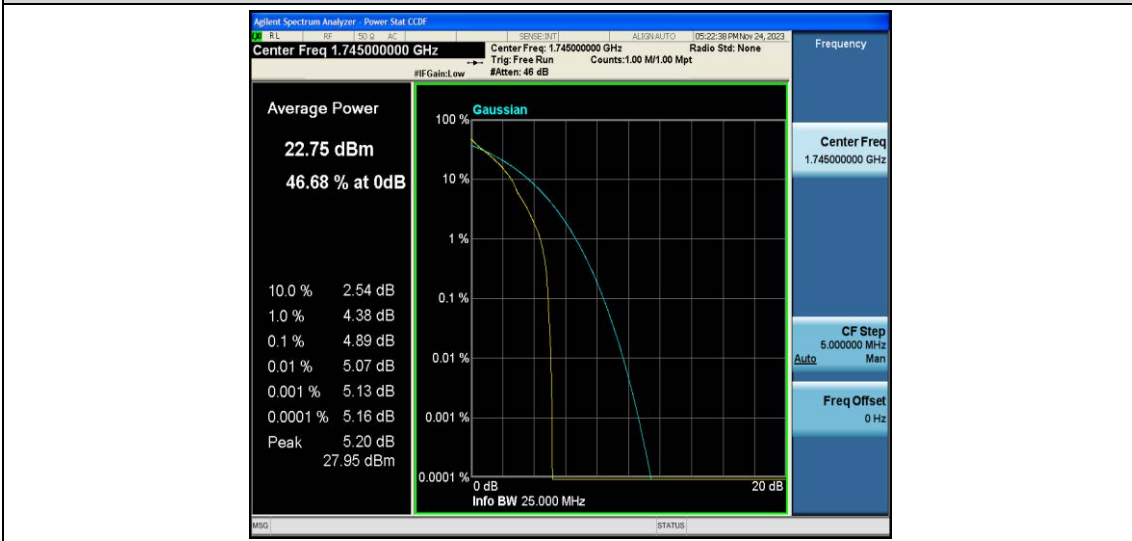 Agilent Spectrum Analyzer - Power Stat CCDF
RL RF 50 Ω AC SENSE:INT ALIGNAUTO 05:22:38 PM Nov 24, 2023
Center Freq 1.745000000 GHz
Center Freq: 1.745000000 GHz Radio Std: None
Trig: Free Run Counts:1.00 M/1.00 Mpt
#IFGain:Low #Atten: 46 dB
Frequency
Average Power
22.75 dBm
46.68 % at 0dB
10.0 % 2.54 dB
1.0 % 4.38 dB
0.1 % 4.89 dB
0.01 % 5.07 dB
0.001 % 5.13 dB
0.0001 % 5.16 dB
Peak 5.20 dB
27.95 dBm
Gaussian
100 %
10 %
1 %
0.1 %
0.01 %
0.001 %
0.0001 %
0 dB 20 dB
Info BW 25.000 MHz
Center Freq
1.745000000 GHz
CF Step
5.000000 MHz
Auto Man
Freq Offset
0 Hz
MSG STATUS